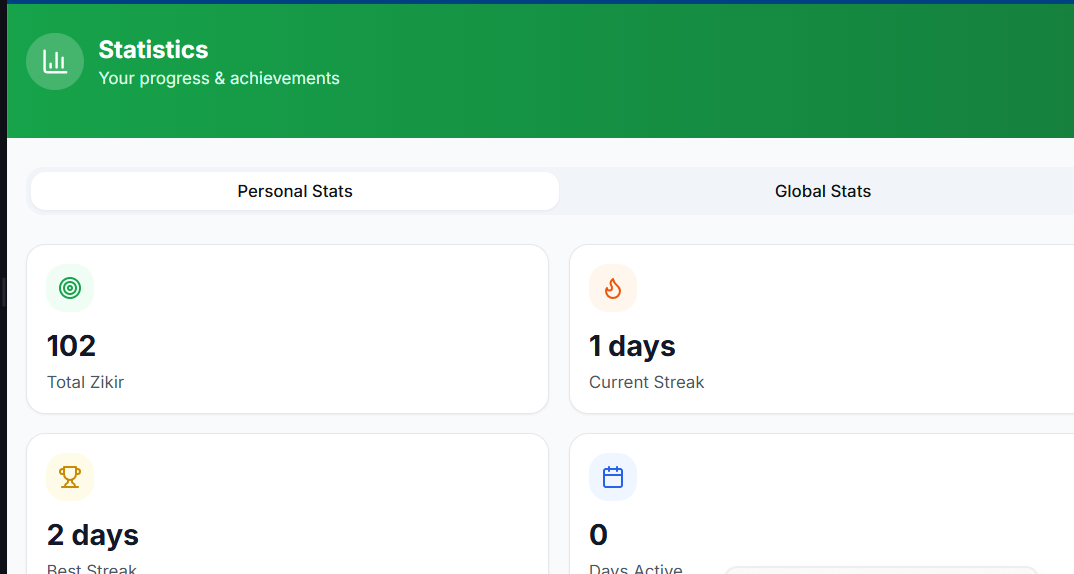 Statistics
Your progress & achievements
Personal Stats
Global Stats
102
Total Zikir
1 days
Current Streak
2 days
Best Streak
0
Days Active